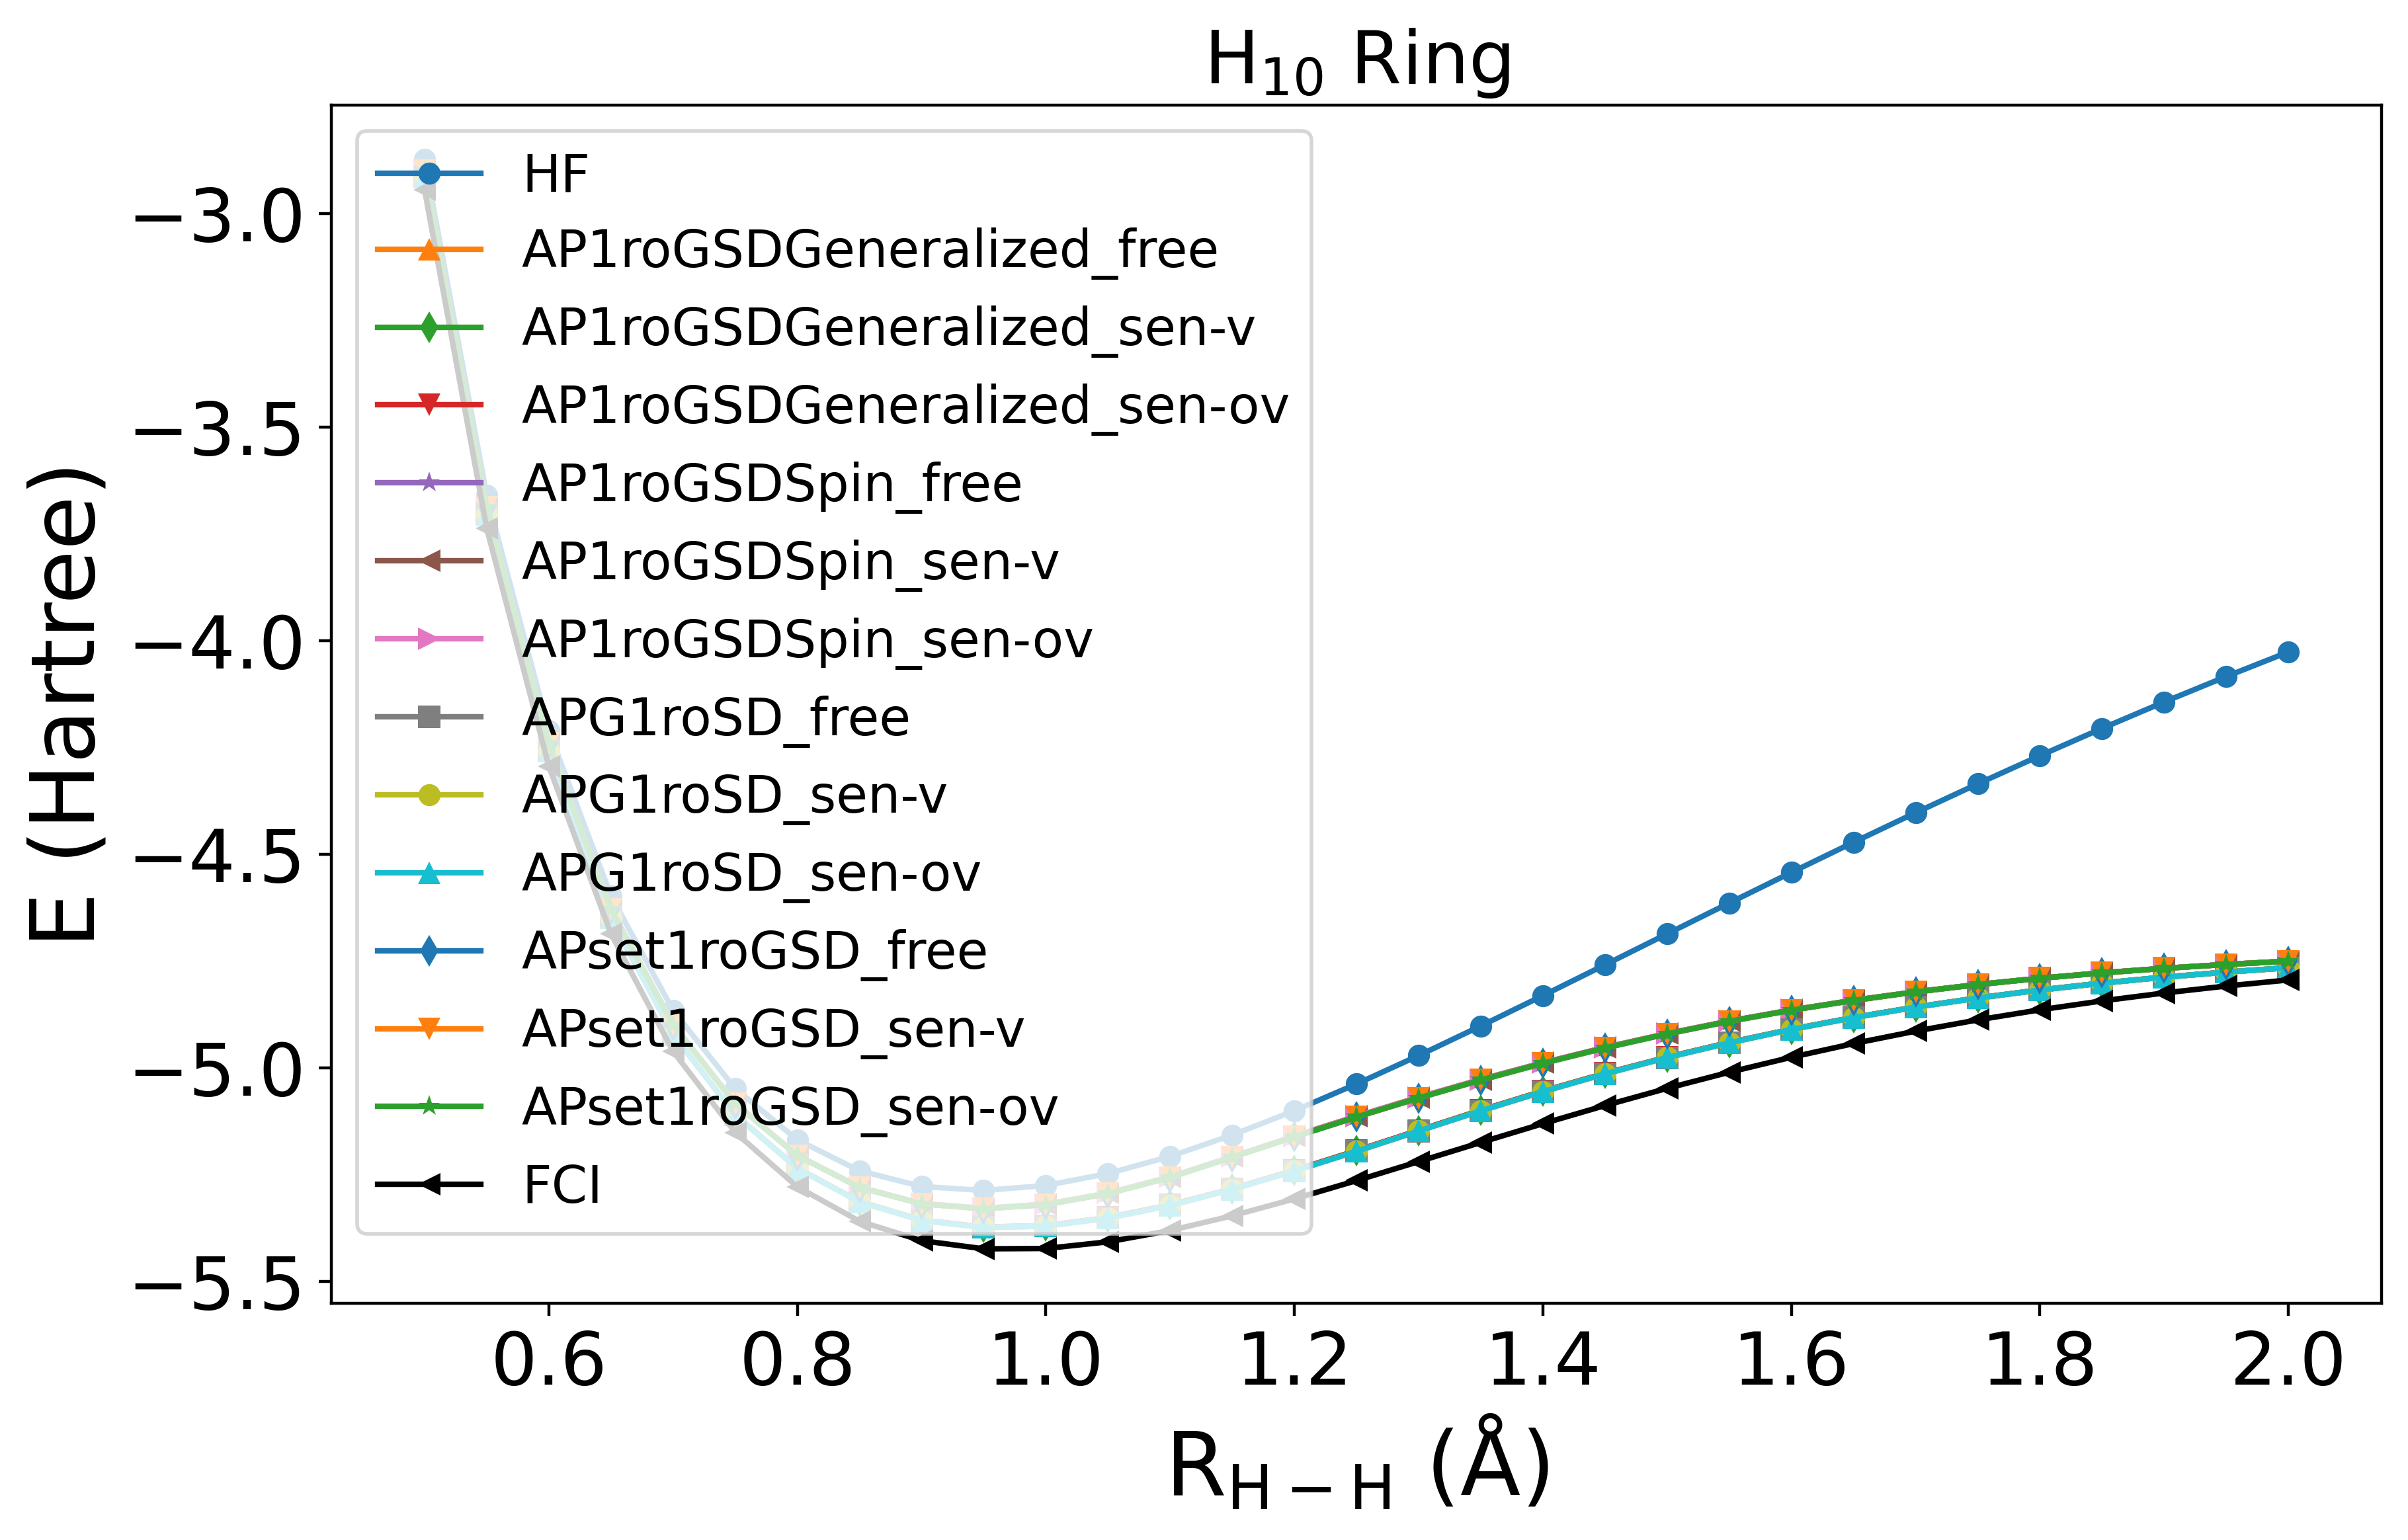 H₁₀ Ring
E (Hartree)
−3.0
−3.5
−4.0
−4.5
−5.0
−5.5
HF
AP1roGSDGeneralized_free
AP1roGSDGeneralized_sen-v
AP1roGSDGeneralized_sen-ov
AP1roGSDSpin_free
AP1roGSDSpin_sen-v
AP1roGSDSpin_sen-ov
APG1roSD_free
APG1roSD_sen-v
APG1roSD_sen-ov
APset1roGSD_free
APset1roGSD_sen-v
APset1roGSD_sen-ov
FCI
0.6 0.8 1.0 1.2 1.4 1.6 1.8 2.0
R_H−H (Å)